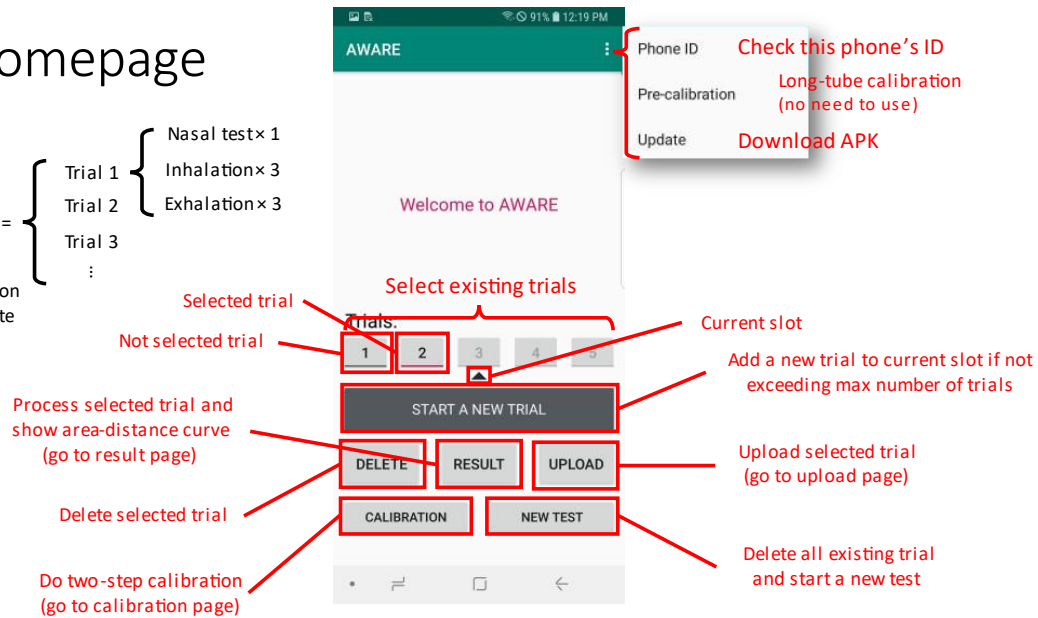 omepage
Nasal test× 1
Trial 1
Inhalation× 3
Trial 2
Exhalation× 3
=
Trial 3
⋮
on
te
91% 12:19 PM
AWARE
Phone ID
Check this phone's ID
Pre-calibration
Long-tube calibration
(no need to use)
Update
Download APK
Welcome to AWARE
Select existing trials
Selected trial
Not selected trial
Trials:
1 2 3 4 5
Current slot
Add a new trial to current slot if not
exceeding max number of trials
START A NEW TRIAL
Process selected trial and
show area-distance curve
(go to result page)
DELETE
RESULT
UPLOAD
Upload selected trial
(go to upload page)
Delete selected trial
CALIBRATION
NEW TEST
Delete all existing trial
and start a new test
Do two-step calibration
(go to calibration page)